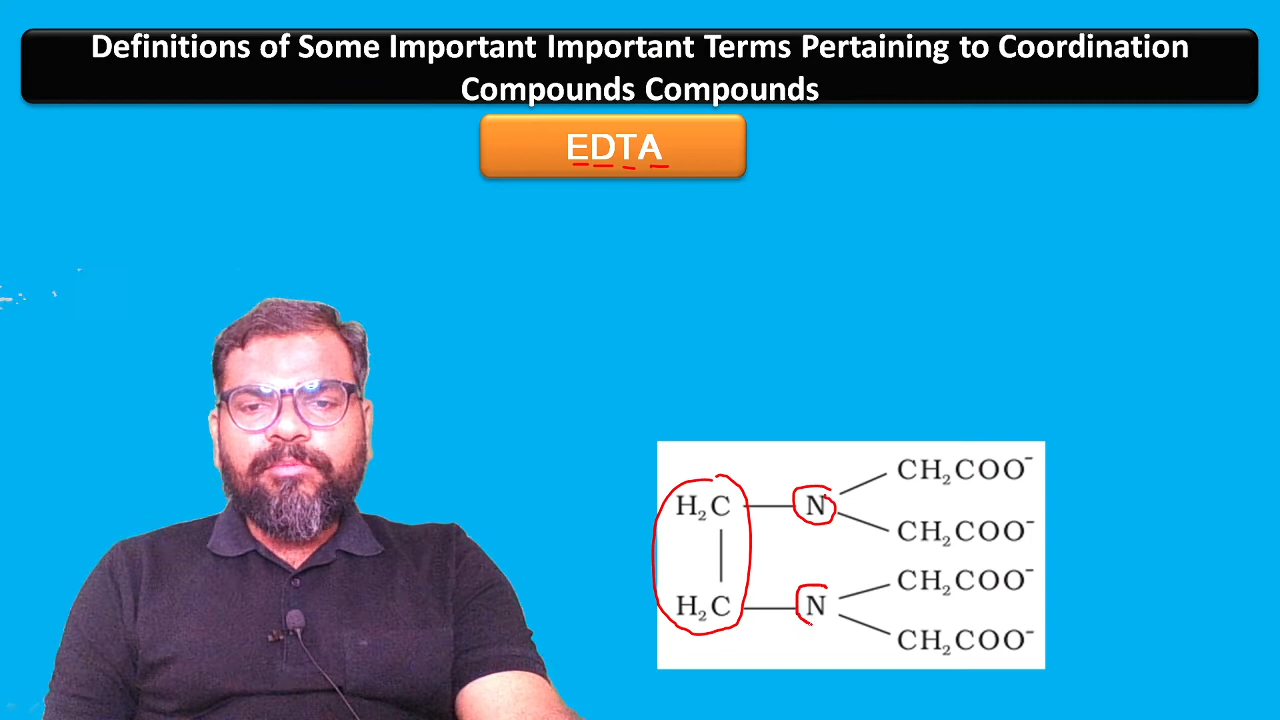 Definitions of Some Important Important Terms Pertaining to Coordination
Compounds Compounds
EDTA
CH₂COO⁻
H₂C N
CH₂COO⁻
CH₂COO⁻
H₂C N
CH₂COO⁻